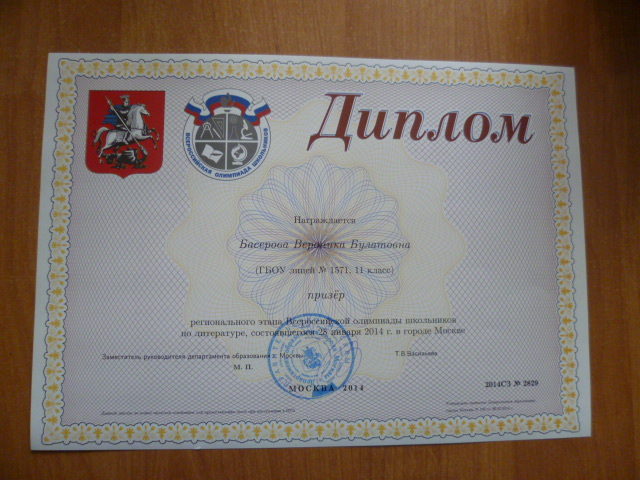 Диплом
ВСЕРОССИЙСКАЯ ОЛИМПИАДА ШКОЛЬНИКОВ
Награждается
Вероника Булатовна
(ГБОУ лицей № 1571, 11 класс)
призёр
регионального этапа Всероссийской олимпиады школьников
по литературе, состоявшегося 28 января 2014 г. в городе Москве
Заместитель руководителя департамента образования г. Москвы
Т.В.Васильева
М. П.
МОСКВА 2014
2014СЗ № 2829